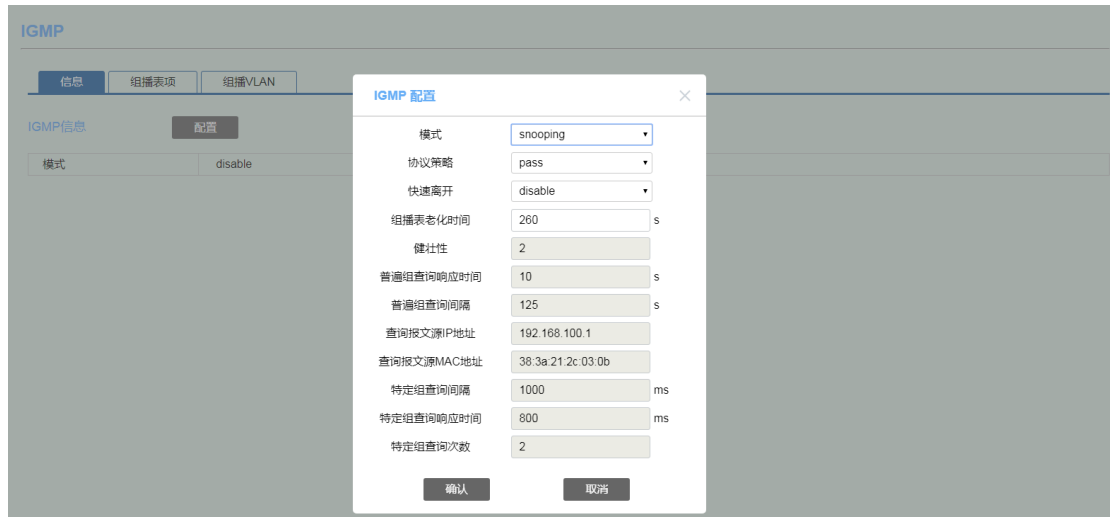 IGMP
信息 组播表项 组播VLAN
IGMP信息 配置
模式 disable
IGMP 配置 ×
模式 snooping
协议策略 pass
快速离开 disable
组播表老化时间 260 s
健壮性 2
普遍组查询响应时间 10 s
普遍组查询间隔 125 s
查询报文源IP地址 192.168.100.1
查询报文源MAC地址 38:3a:21:2c:03:0b
特定组查询间隔 1000 ms
特定组查询响应时间 800 ms
特定组查询次数 2
确认 取消